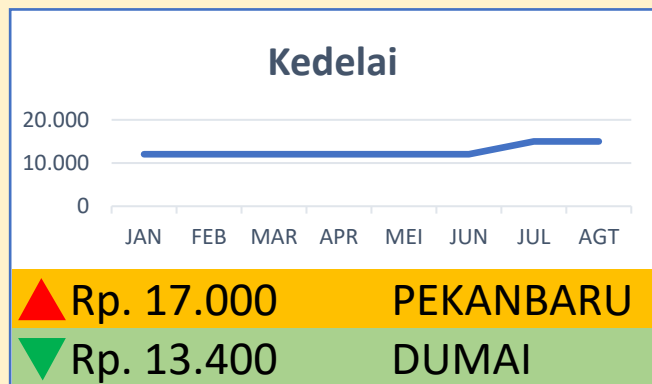 Kedelai
20.000
10.000
0
JAN FEB MAR APR MEI JUN JUL AGT
Rp. 17.000 PEKANBARU
Rp. 13.400 DUMAI